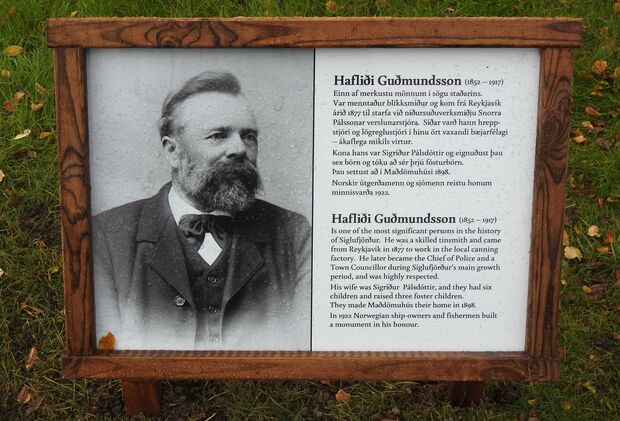 Hafliði Guðmundsson (1852 – 1917)
Einn af merkustu mönnum í sögu staðarins.
Var menntaður blikksmiður og kom frá Reykjavík
árið 1877 til starfa við niðursuðuverksmiðju Snorra
Pálssonar verslunarstjóra. Síðar varð hann hrepp-
stjóri og lögreglustjóri í hinu ört vaxandi bæjarfélagi
– ákaflega mikils virtur.
Kona hans var Sigríður Pálsdóttir og eignuðust þau
sex börn og tóku að sér þrjú fósturbörn.
Þau settust að í Maðdömuhúsi 1898.
Norskir útgerðamenn og sjómenn reistu honum
minnisvarða 1922.
Hafliði Guðmundsson (1852 – 1917)
Is one of the most significant persons in the history
of Siglufjörður. He was a skilled tinsmith and came
from Reykjavík in 1877 to work in the local canning
factory. He later became the Chief of Police and a
Town Councillor during Siglufjörður's main growth
period, and was highly respected.
His wife was Sigríður Pálsdóttir, and they had six
children and raised three foster children.
They made Maðdömuhús their home in 1898.
In 1922 Norwegian ship-owners and fishermen built
a monument in his honour.